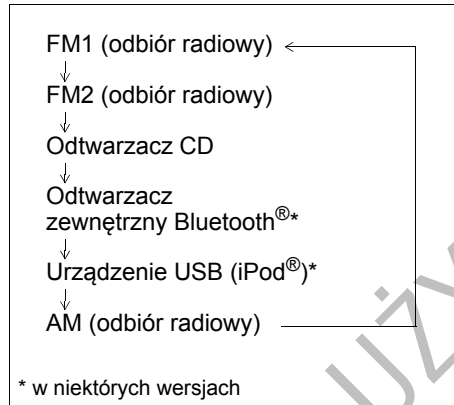 FM1 (odbiór radiowy)
FM2 (odbiór radiowy)
Odtwarzacz CD
Odtwarzacz
zewnętrzny Bluetooth®*
Urządzenie USB (iPod®)*
AM (odbiór radiowy)
* w niektórych wersjach